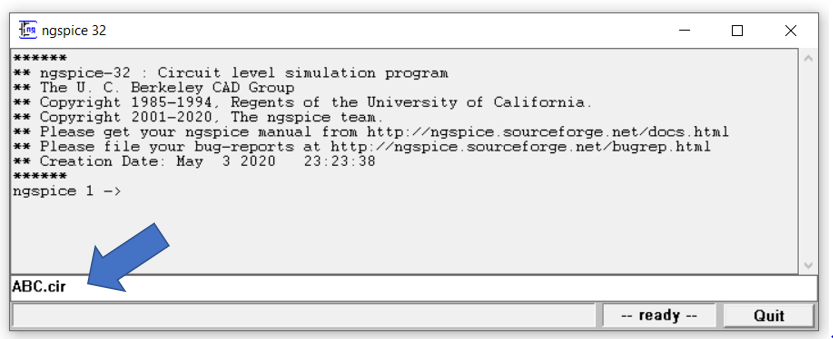 ngspice 32
******
** ngspice-32 : Circuit level simulation program
** The U. C. Berkeley CAD Group
** Copyright 1985-1994, Regents of the University of California.
** Copyright 2001-2020, The ngspice team.
** Please get your ngspice manual from http://ngspice.sourceforge.net/docs.html
** Please file your bug-reports at http://ngspice.sourceforge.net/bugrep.html
** Creation Date: May  3 2020   23:23:38
******
ngspice 1 ->
ABC.cir
-- ready -- Quit